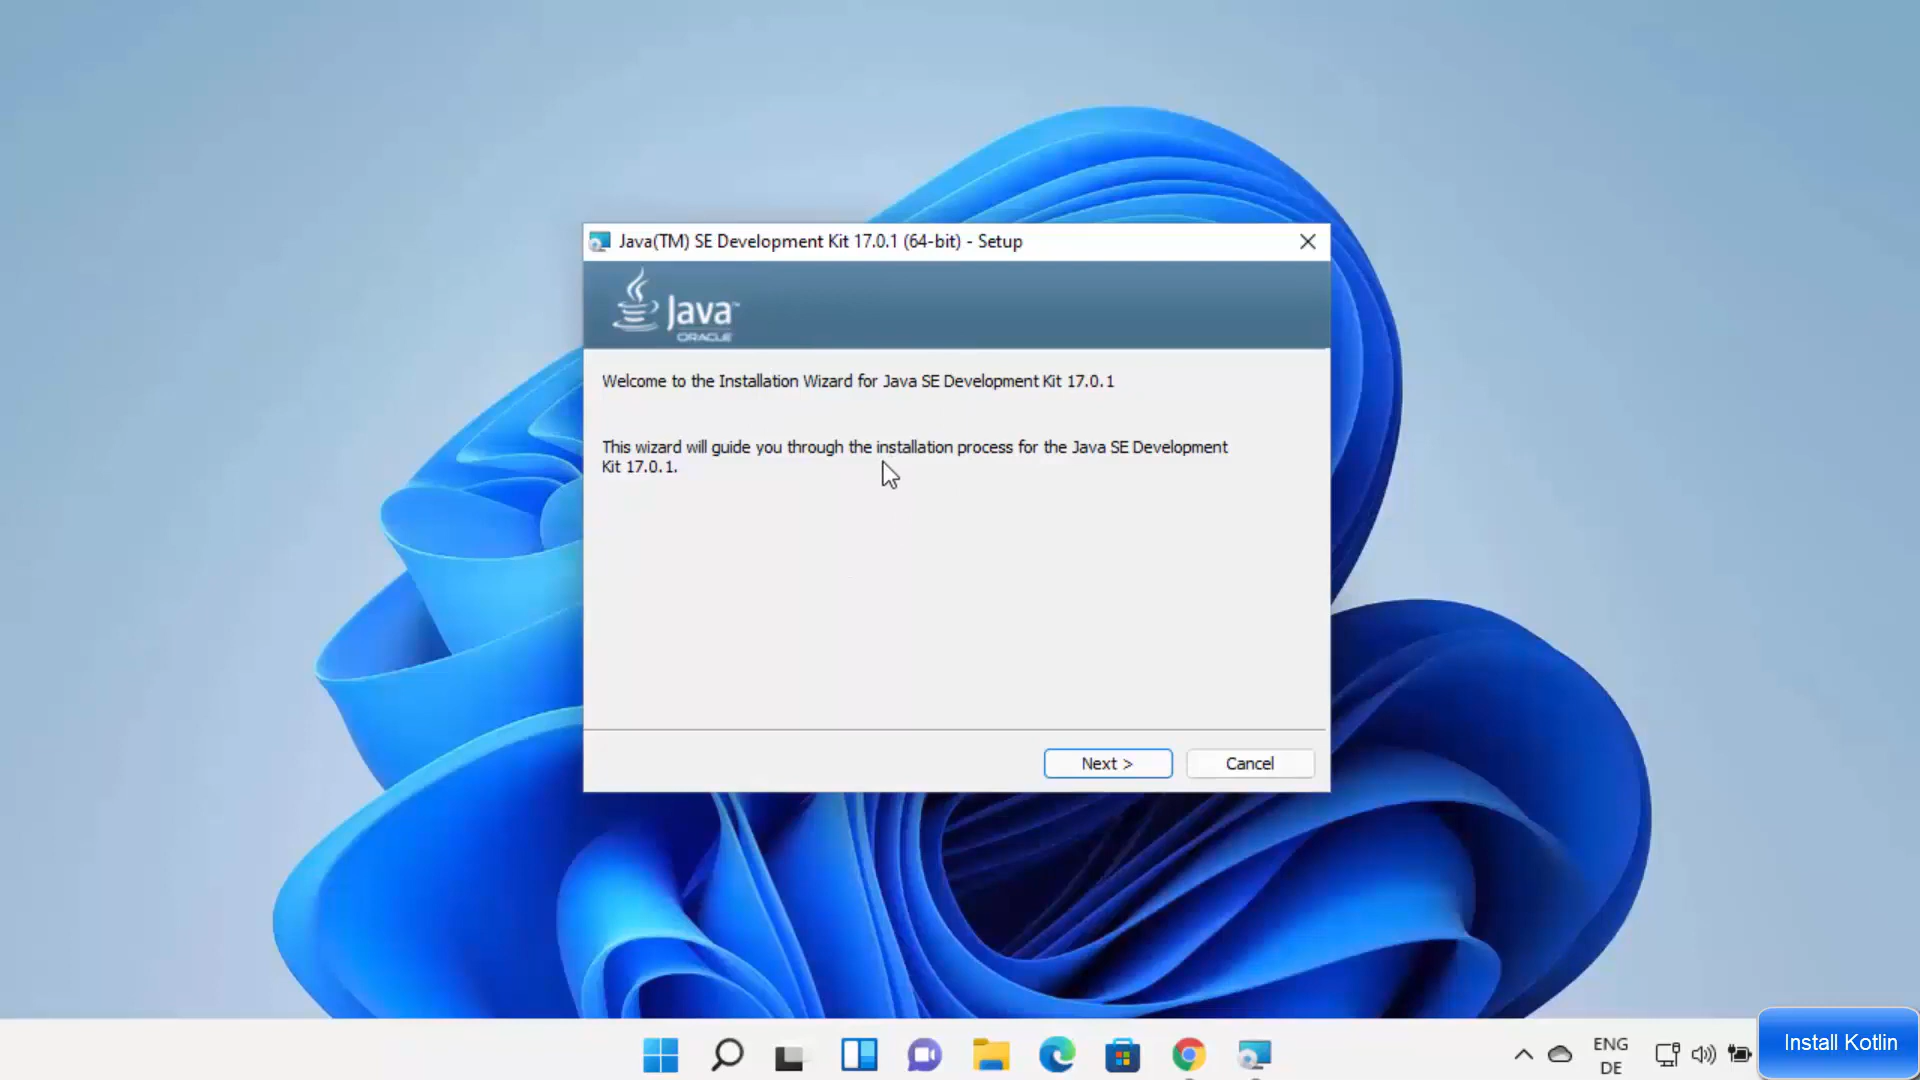 Java(TM) SE Development Kit 17.0.1 (64-bit) - Setup
Java™
ORACLE
Welcome to the Installation Wizard for Java SE Development Kit 17.0.1
This wizard will guide you through the installation process for the Java SE Development
Kit 17.0.1.
Next >
Cancel
ENG
DE
Install Kotlin